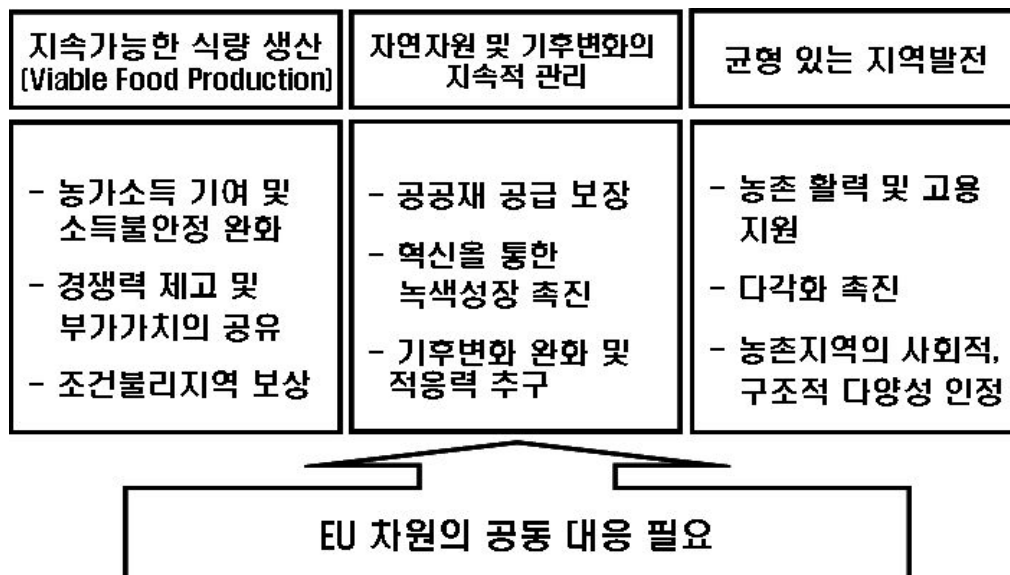 지속가능한 식량 생산
(Viable Food Production)
자연자원 및 기후변화의
지속적 관리
균형 있는 지역발전
- 농가소득 기여 및
소득불안정 완화
- 경쟁력 제고 및
부가가치의 공유
- 조건불리지역 보상
- 공공재 공급 보장
- 혁신을 통한
녹색성장 촉진
- 기후변화 완화 및
적응력 추구
- 농촌 활력 및 고용
지원
- 다각화 촉진
- 농촌지역의 사회적,
구조적 다양성 인정
EU 차원의 공동 대응 필요